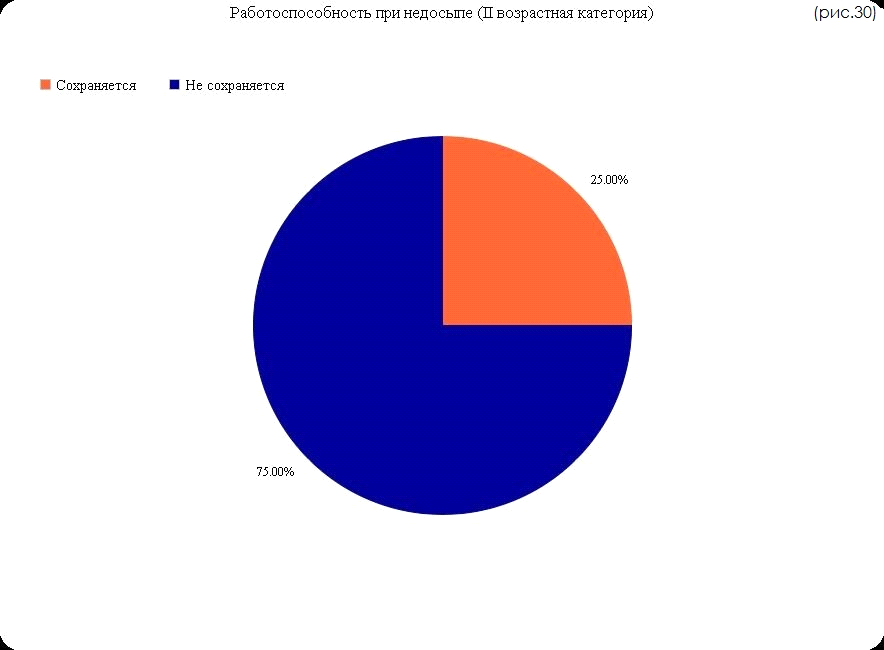 Работоспособность при недосыпе (II возрастная категория)
(рис.30)
Сохраняется
Не сохраняется
25.00%
75.00%